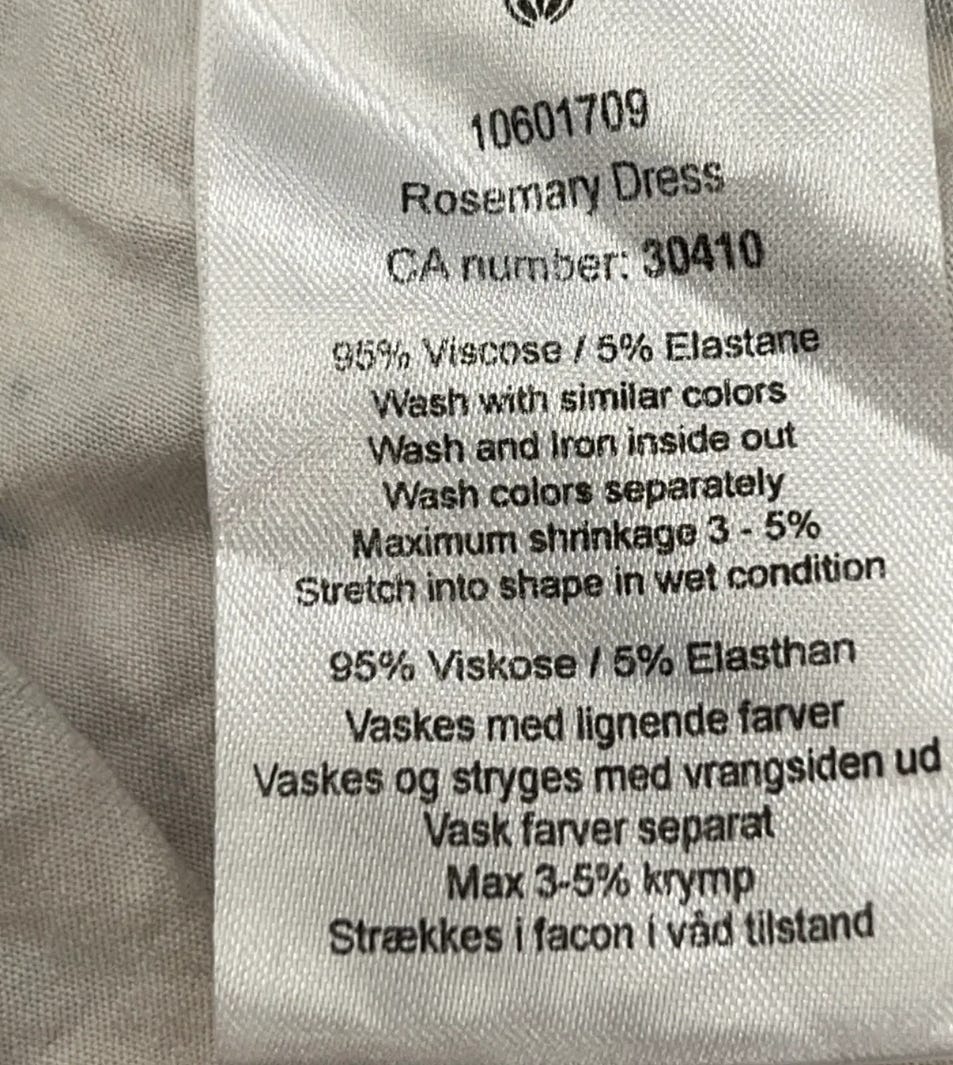 10601709
Rosemary Dress
CA number: 30410
95% Viscose / 5% Elastane
Wash with similar colors
Wash and Iron inside out
Wash colors separately
Maximum shrinkage 3 - 5%
Stretch into shape in wet condition
95% Viskose / 5% Elasthan
Vaskes med lignende farver
Vaskes og stryges med vrangsiden ud
Vask farver separat
Max 3-5% krymp
Strækkes i facon i våd tilstand